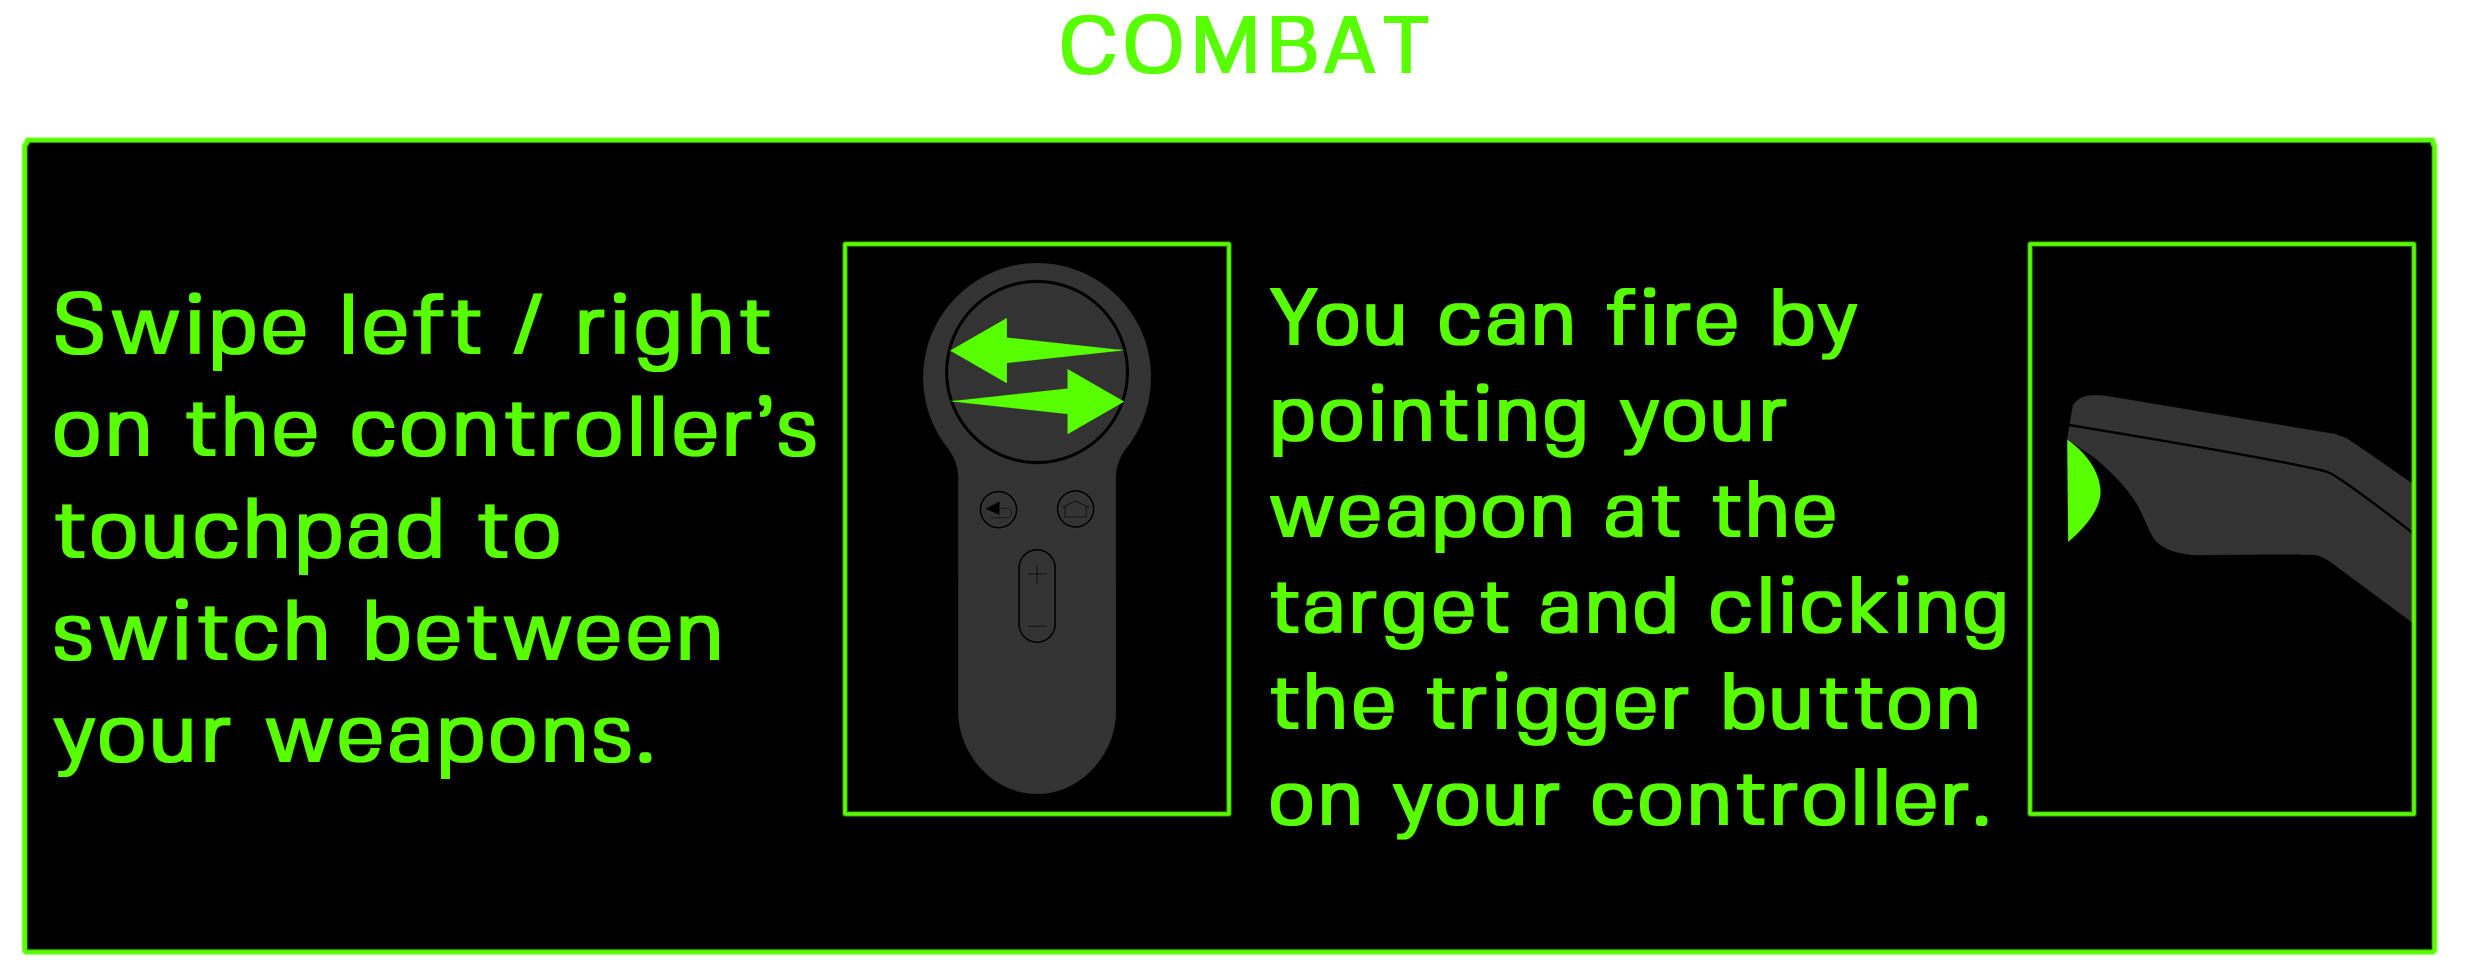 COMBAT
Swipe left / right
on the controller’s
touchpad to
switch between
your weapons.
You can fire by
pointing your
weapon at the
target and clicking
the trigger button
on your controller.